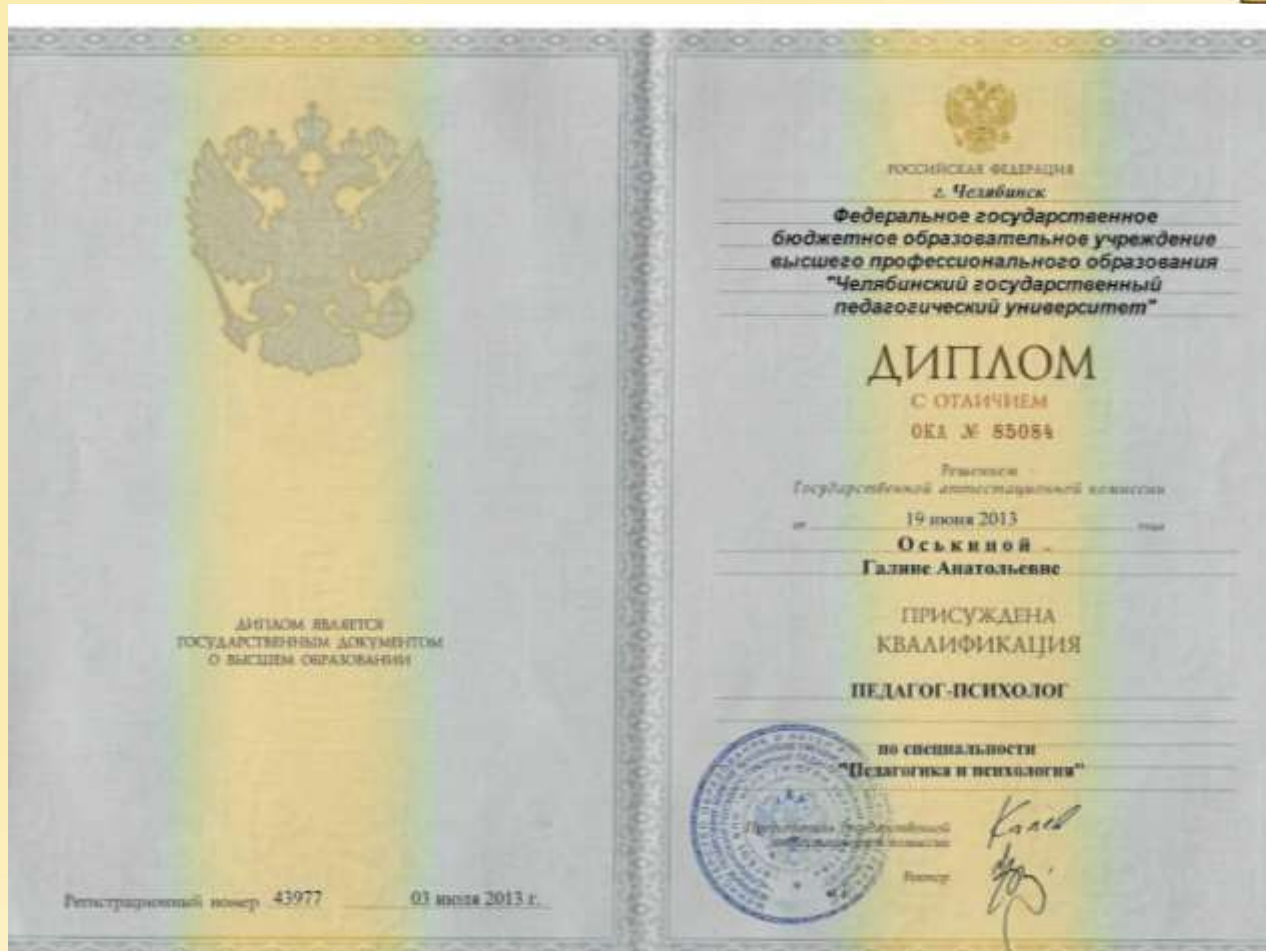 ДИПЛОМ ЯВЛЯЕТСЯ
ГОСУДАРСТВЕННЫМ ДОКУМЕНТОМ
О ВЫСШЕМ ОБРАЗОВАНИИ
Регистрационный номер 43977 03 июля 2013 г.
РОССИЙСКАЯ ФЕДЕРАЦИЯ
г. Челябинск
Федеральное государственное
бюджетное образовательное учреждение
высшего профессионального образования
"Челябинский государственный
педагогический университет"
ДИПЛОМ
С ОТЛИЧИЕМ
ОКА № 85084
Решением
Государственной аттестационной комиссии
от 19 июня 2013 года
Оськиной
Галине Анатольевне
ПРИСУЖДЕНА
КВАЛИФИКАЦИЯ
ПЕДАГОГ-ПСИХОЛОГ
по специальности
"Педагогика и психология"
Председатель Государственной
аттестационной комиссии
Ректор